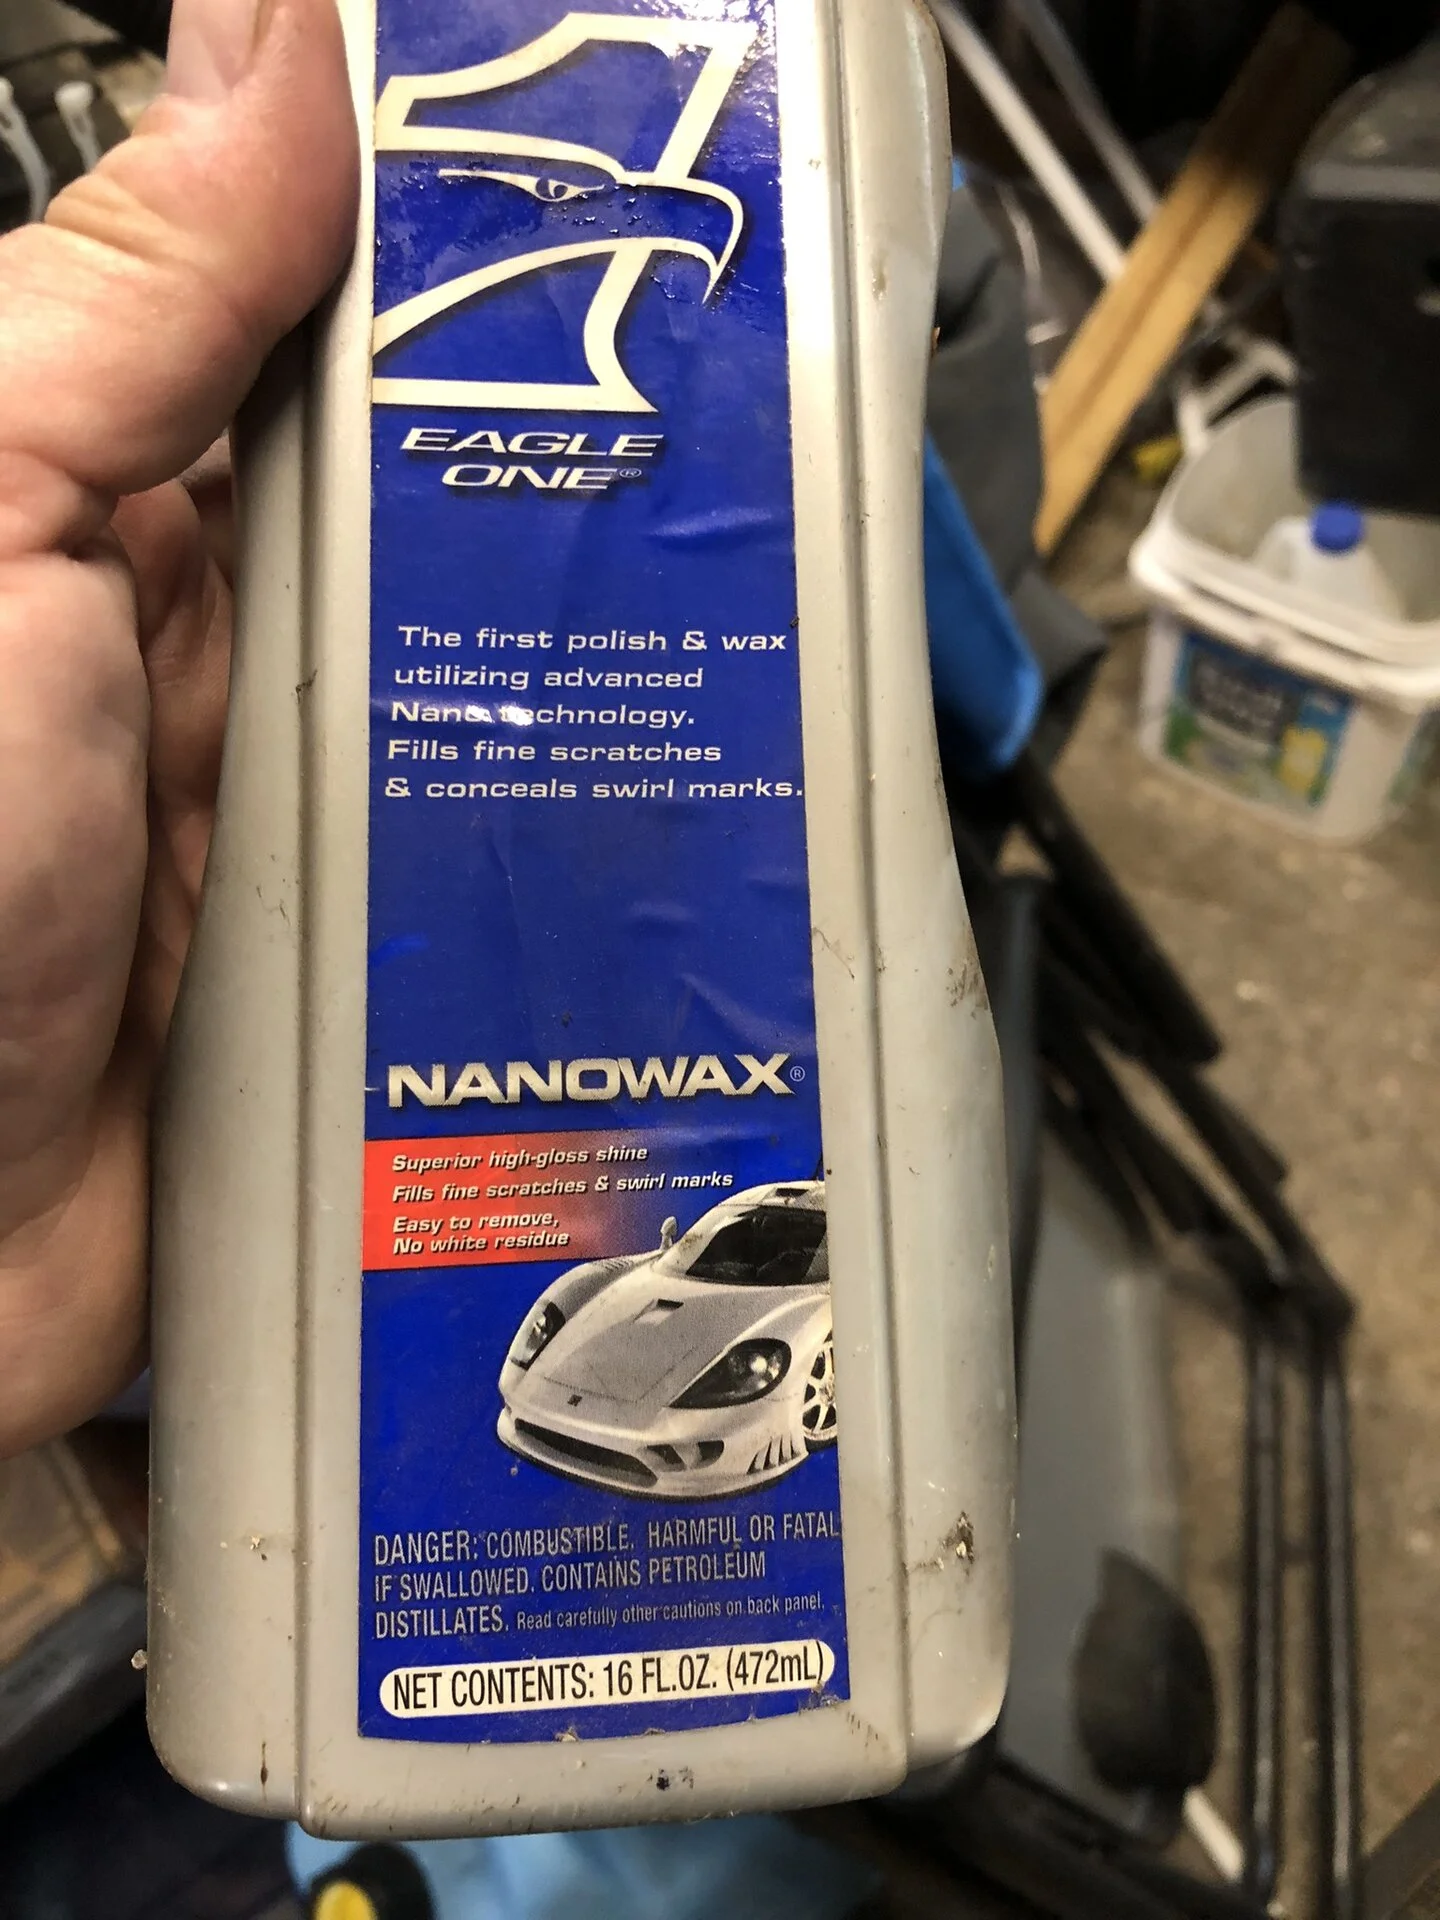 EAGLE
ONE®
The first polish & wax
utilizing advanced
Nano technology.
Fills fine scratches
& conceals swirl marks.
NANOWAX®
Superior high-gloss shine
Fills fine scratches & swirl marks
Easy to remove,
No white residue
DANGER: COMBUSTIBLE. HARMFUL OR FATAL
IF SWALLOWED. CONTAINS PETROLEUM
DISTILLATES. Read carefully other cautions on back panel.
NET CONTENTS: 16 FL.OZ. (472mL)